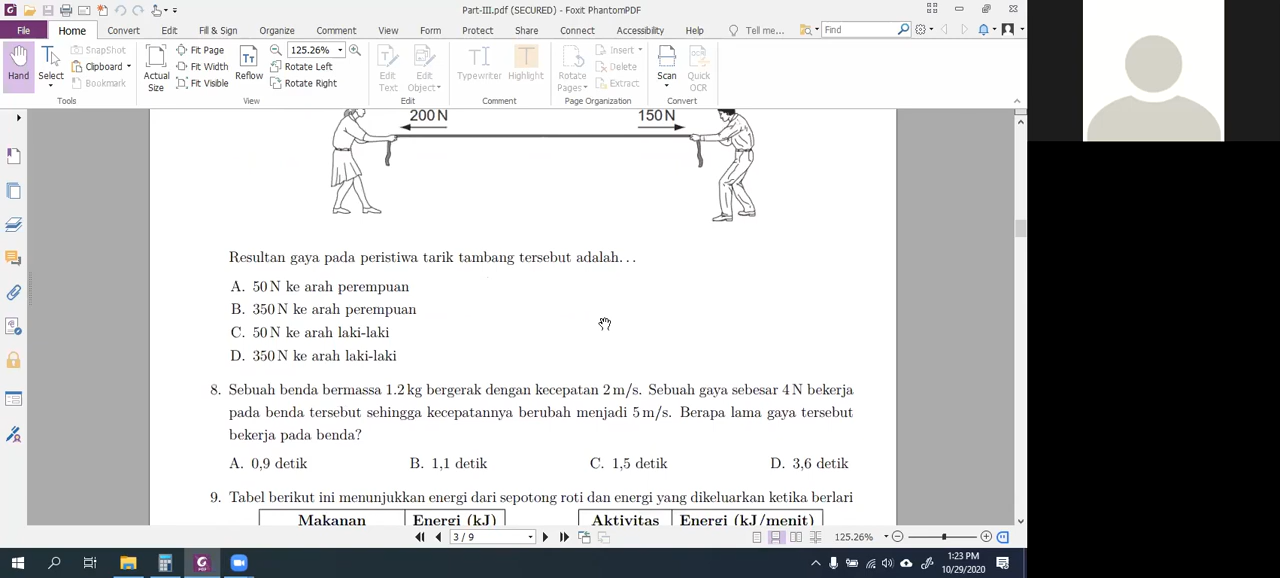 Part-III.pdf (SECURED) - Foxit PhantomPDF
File Home Convert Edit Fill & Sign Organize Comment View Form Protect Share Connect Accessibility Help Tell me... Find
Hand
Select
SnapShot
Clipboard
Bookmark
Tools
Actual Size
Fit Page
Fit Width
Fit Visible
Reflow
125.26%
Rotate Left
Rotate Right
View
Edit Text
Edit Object
Edit
Typewriter
Highlight
Comment
Rotate Pages
Insert
Delete
Extract
Page Organization
Scan
Quick OCR
Convert
200 N 150 N
Resultan gaya pada peristiwa tarik tambang tersebut adalah...
A. 50 N ke arah perempuan
B. 350 N ke arah perempuan
C. 50 N ke arah laki-laki
D. 350 N ke arah laki-laki
8. Sebuah benda bermassa 1.2 kg bergerak dengan kecepatan 2 m/s. Sebuah gaya sebesar 4 N bekerja
pada benda tersebut sehingga kecepatannya berubah menjadi 5 m/s. Berapa lama gaya tersebut
bekerja pada benda?
A. 0,9 detik B. 1,1 detik C. 1,5 detik D. 3,6 detik
9. Tabel berikut ini menunjukkan energi dari sepotong roti dan energi yang dikeluarkan ketika berlari
Makanan Energi (kJ) Aktivitas Energi (kJ/menit)
3 / 9 125.26%
1:23 PM
10/29/2020